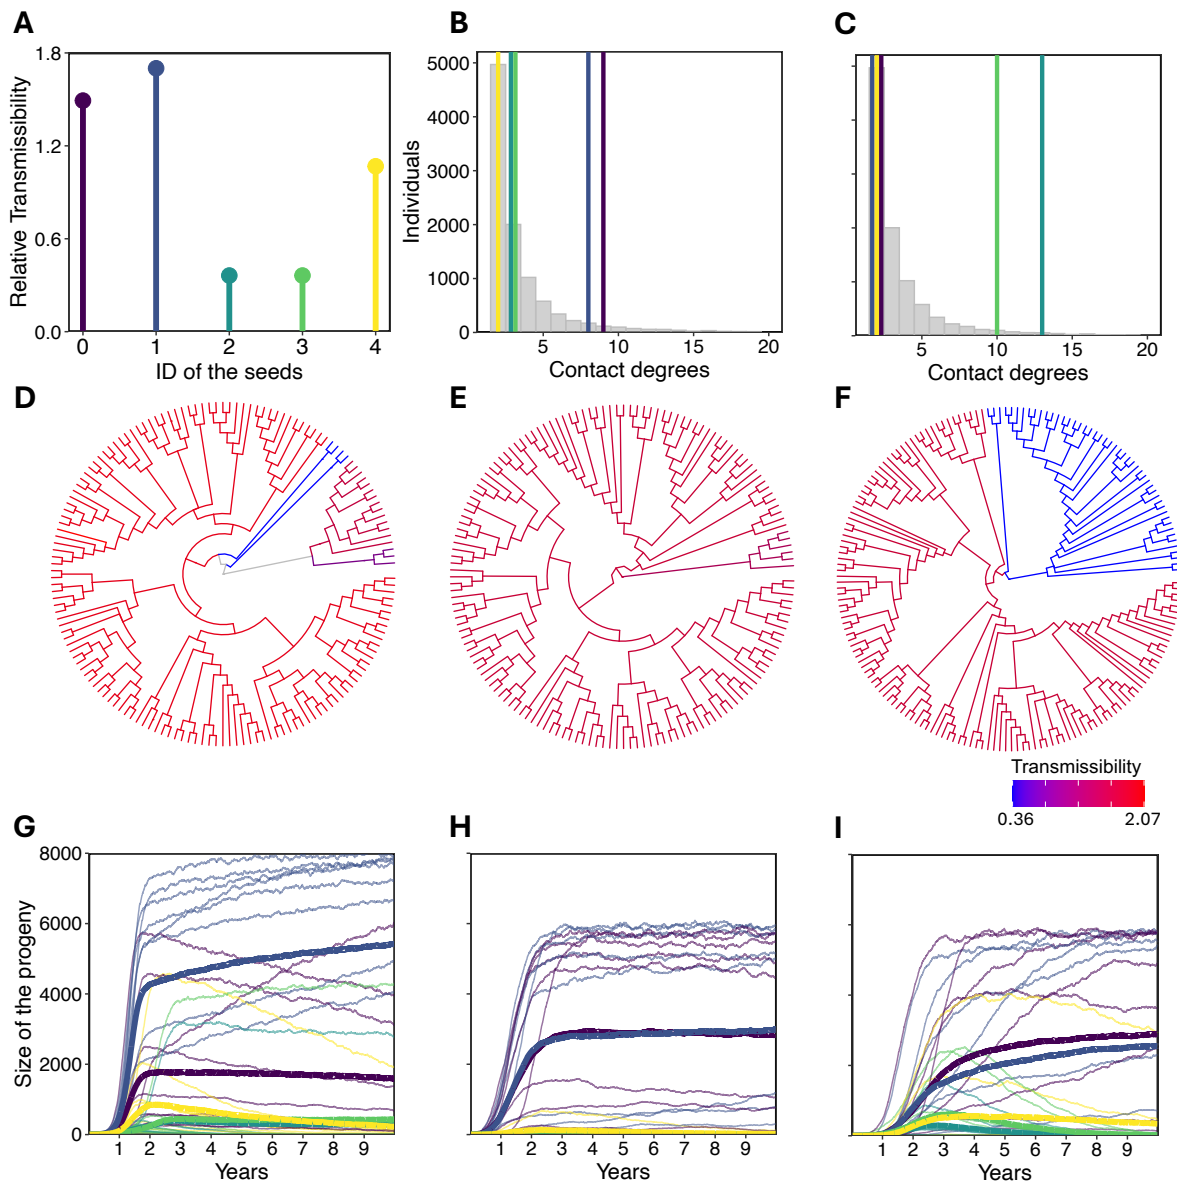 A
B
C
1.8
1.2
0.6
0.0
Relative Transmissibility
0 1 2 3 4
ID of the seeds
5000
4000
3000
2000
1000
0
Individuals
5 10 15 20
Contact degrees
5 10 15 20
Contact degrees
D
E
F
Transmissibility
0.36 2.07
G
H
I
8000
6000
4000
2000
0
Size of the progeny
1 2 3 4 5 6 7 8 9
Years
1 2 3 4 5 6 7 8 9
Years
1 2 3 4 5 6 7 8 9
Years